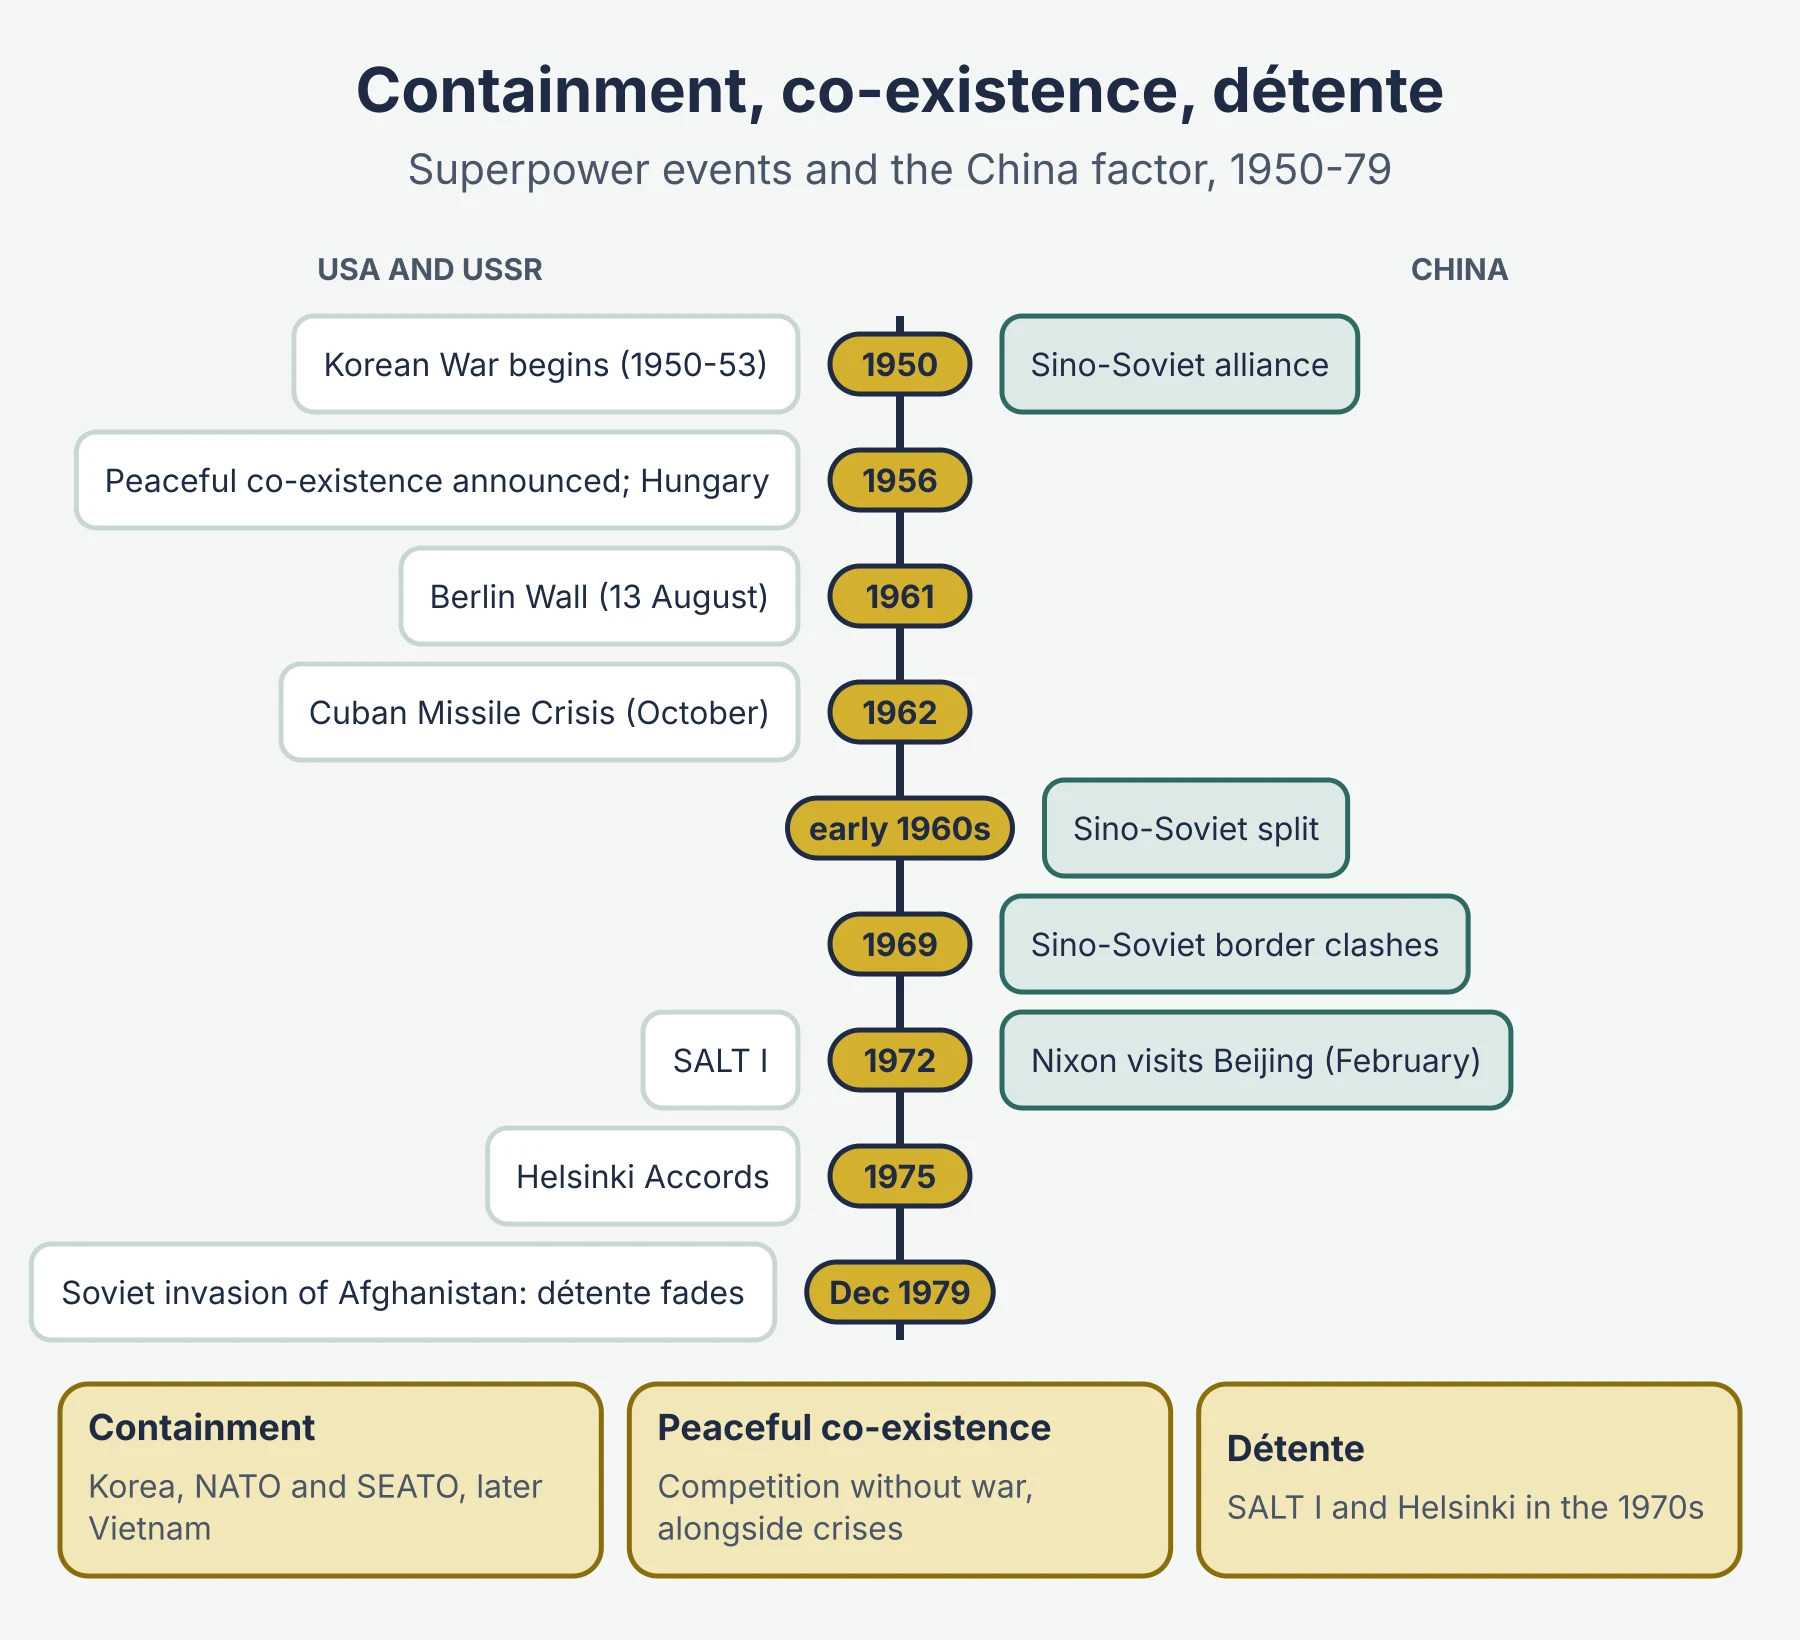 Containment, co-existence, détente
Superpower events and the China factor, 1950-79
USA AND USSR
CHINA
Korean War begins (1950-53)
1950
Sino-Soviet alliance
Peaceful co-existence announced; Hungary
1956
Berlin Wall (13 August)
1961
Cuban Missile Crisis (October)
1962
early 1960s
Sino-Soviet split
1969
Sino-Soviet border clashes
SALT I
1972
Nixon visits Beijing (February)
Helsinki Accords
1975
Soviet invasion of Afghanistan: détente fades
Dec 1979
Containment
Korea, NATO and SEATO, later
Vietnam
Peaceful co-existence
Competition without war,
alongside crises
Détente
SALT I and Helsinki in the 1970s